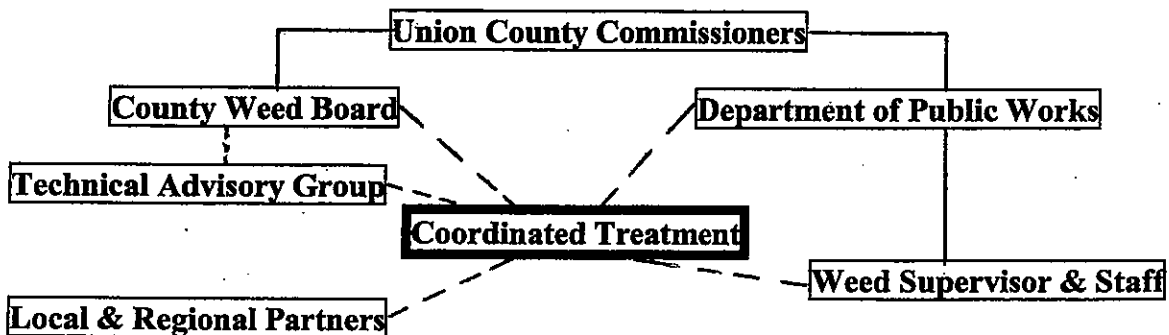 Union County Commissioners
County Weed Board
Department of Public Works
Technical Advisory Group
Coordinated Treatment
Weed Supervisor & Staff
Local & Regional Partners